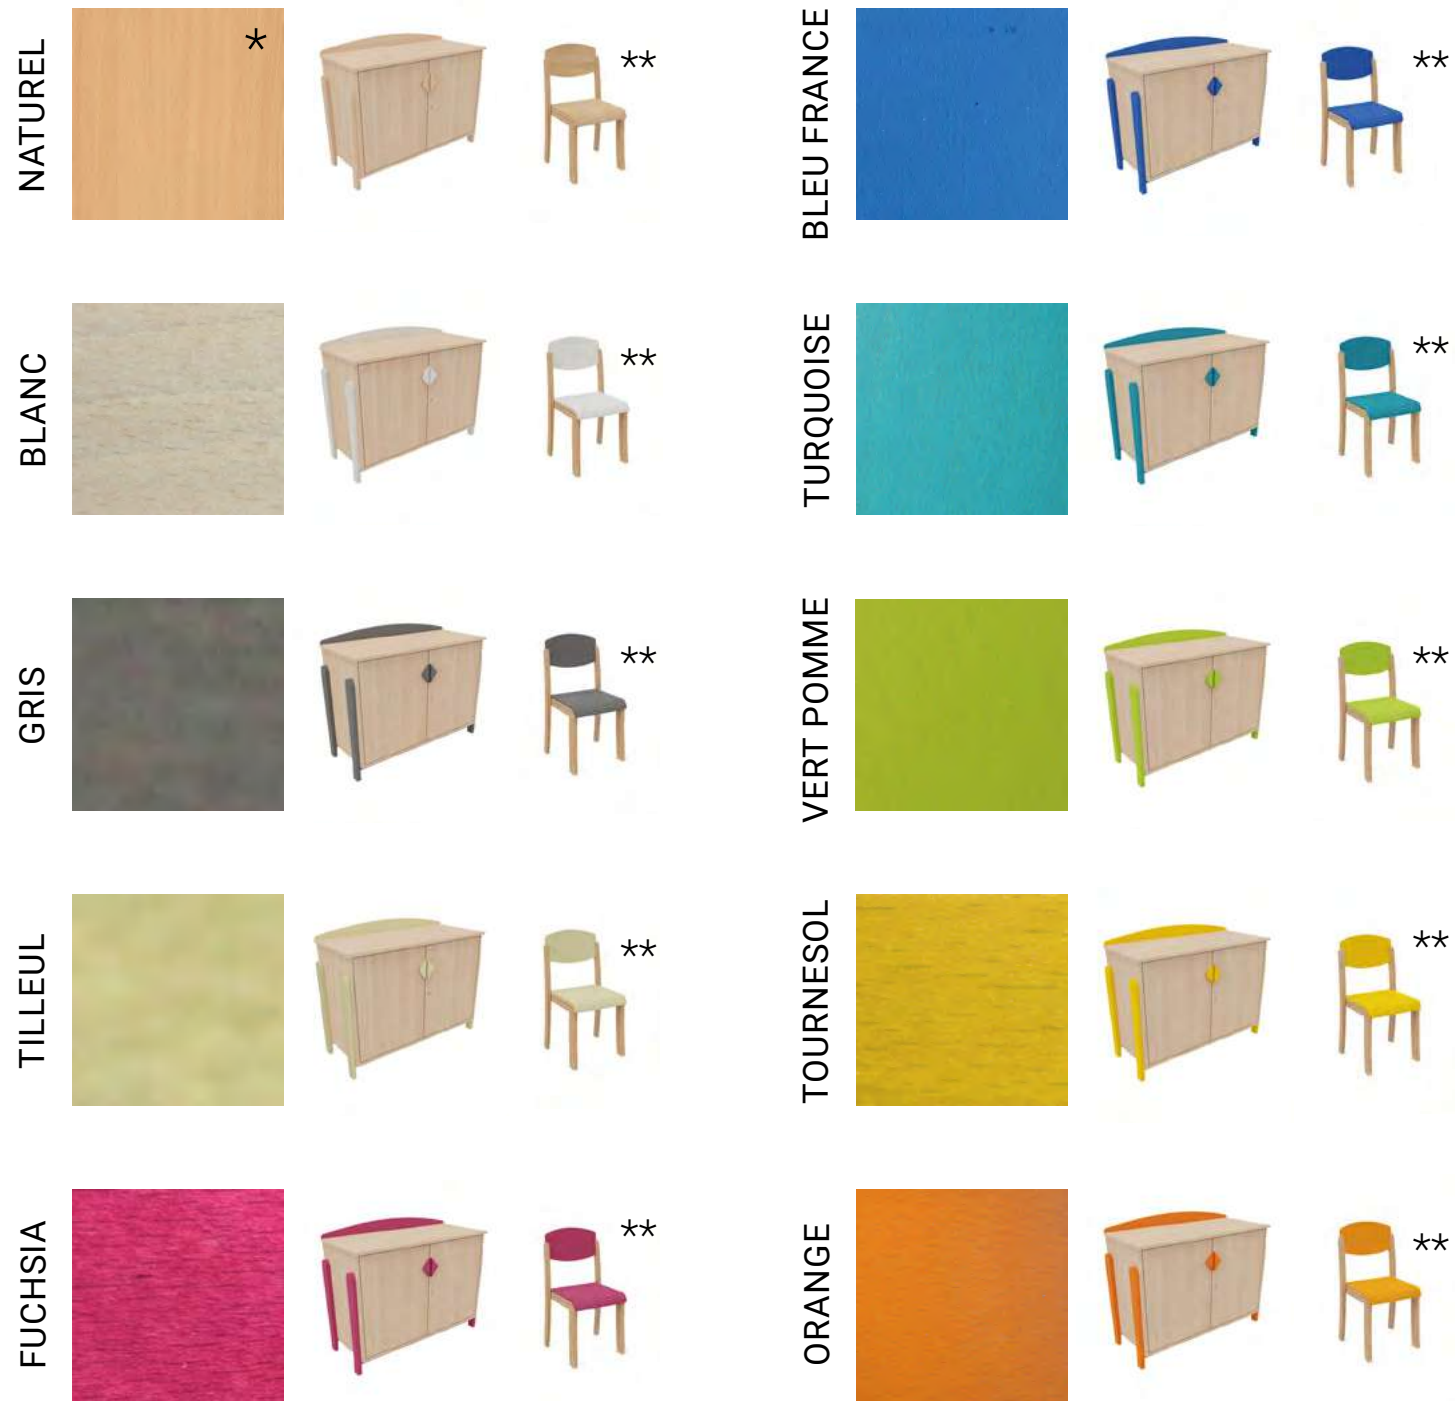 NATUREL
*
**
BLEU FRANCE
**
BLANC
**
TURQUOISE
**
GRIS
**
VERT POMME
**
TILLEUL
**
TOURNESOL
**
FUCHSIA
**
ORANGE
**